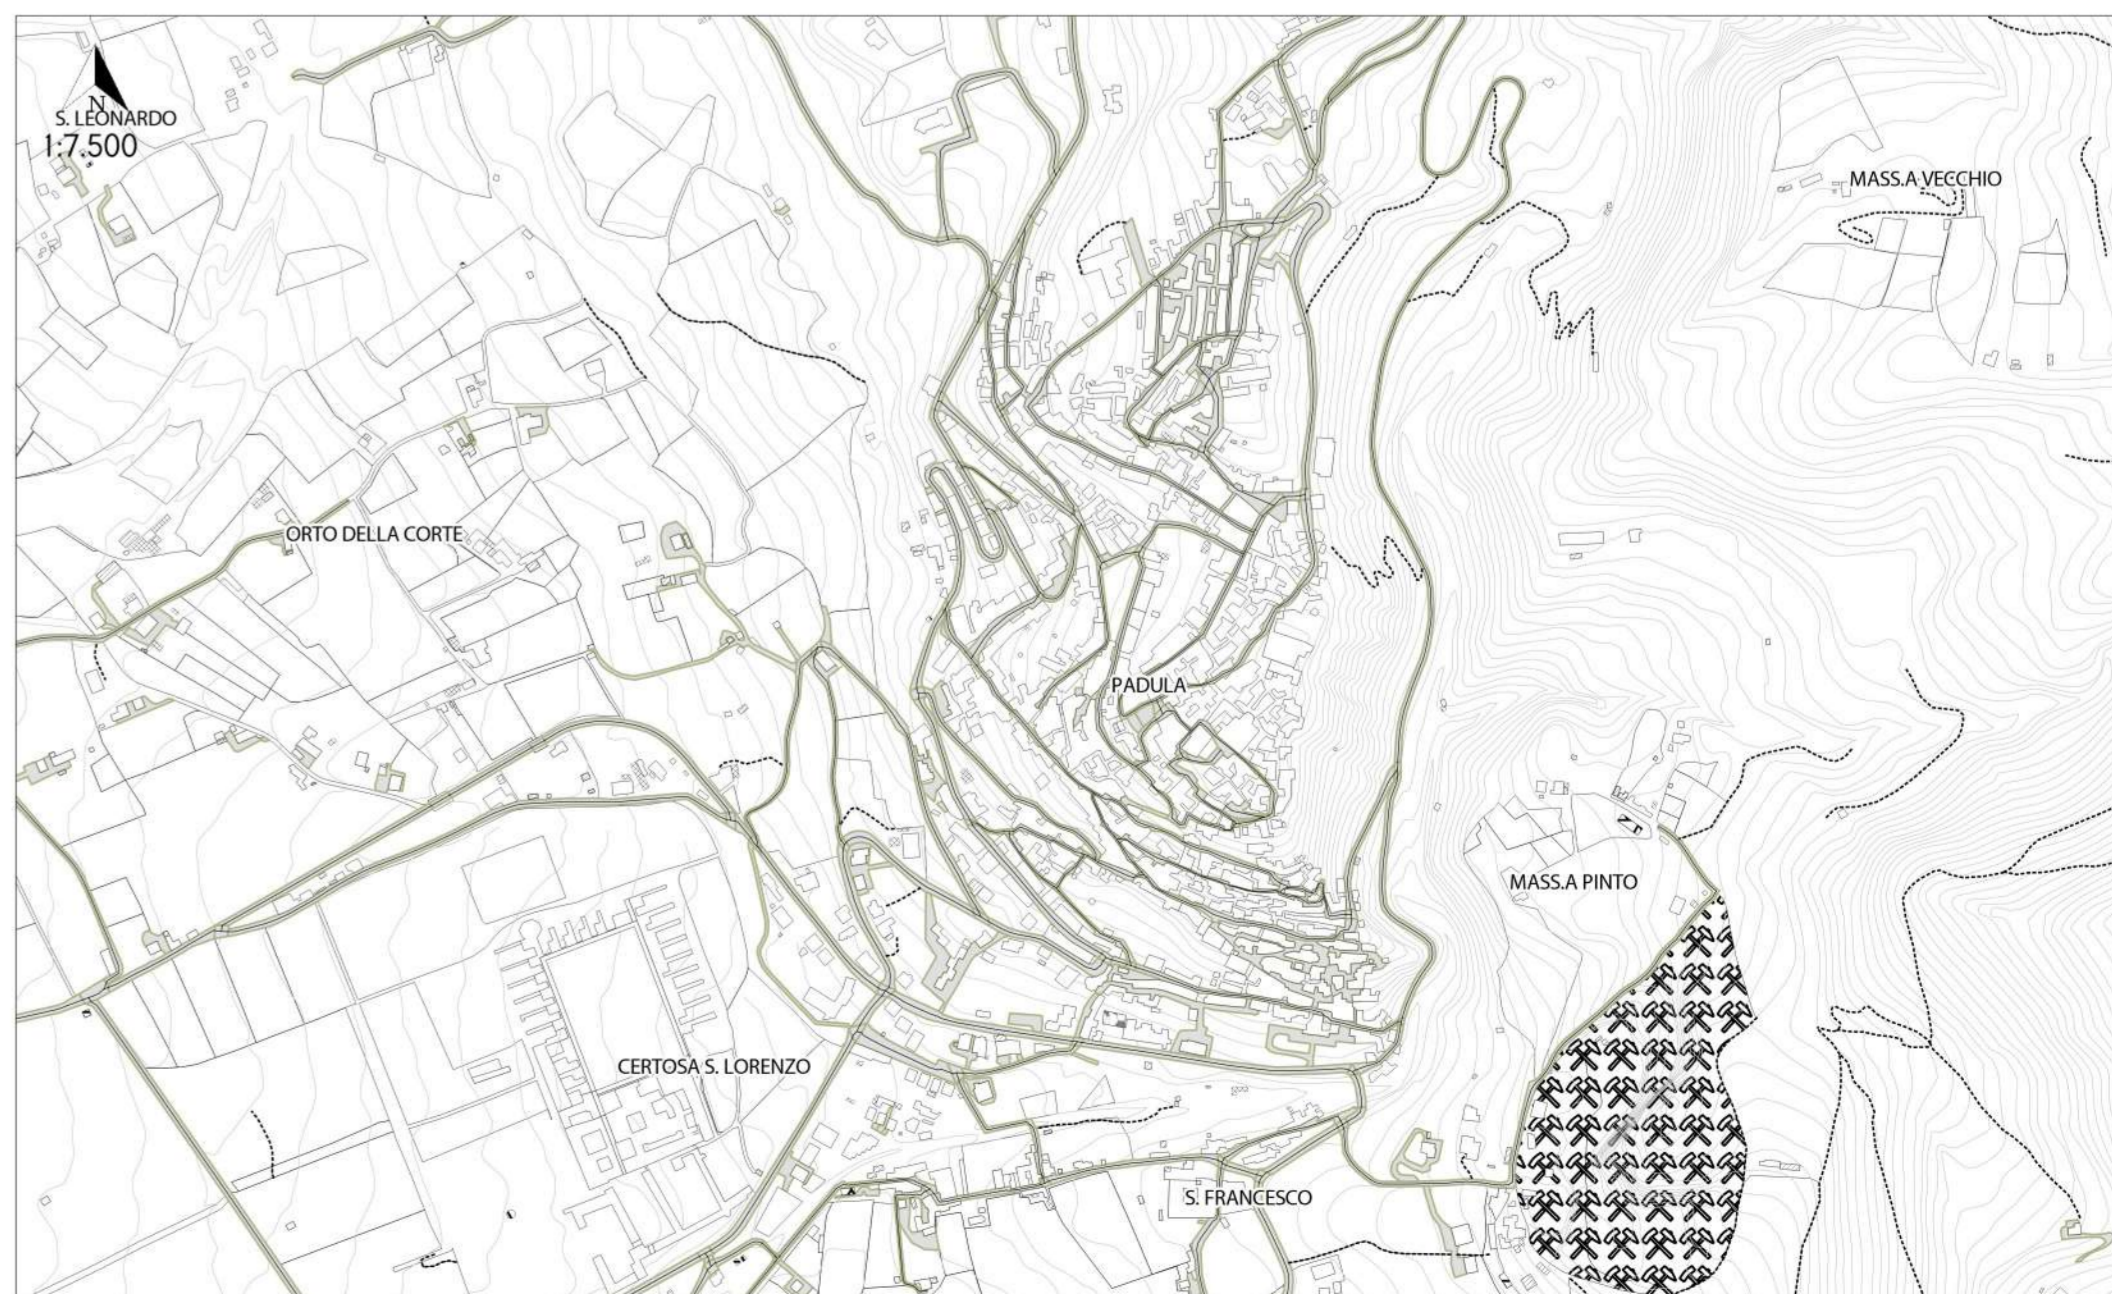 N
S. LEONARDO
1:7.500
MASS.A VECCHIO
ORTO DELLA CORTE
PADULA
MASS.A PINTO
CERTOSA S. LORENZO
S. FRANCESCO